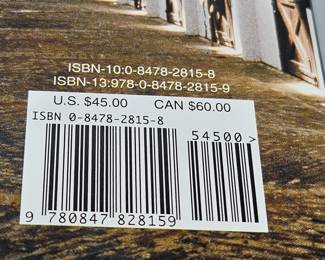 ISBN-10:0-8478-2815-8
ISBN-13:978-0-8478-2815-9
U.S. $45.00 CAN $60.00
ISBN 0-8478-2815-8
54500>
9 780847 828159